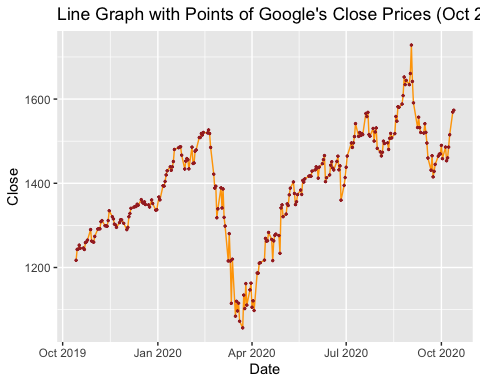 Line Graph with Points of Google's Close Prices (Oct 2
1600
1400
1200
Close
Oct 2019 Jan 2020 Apr 2020 Jul 2020 Oct 2020
Date